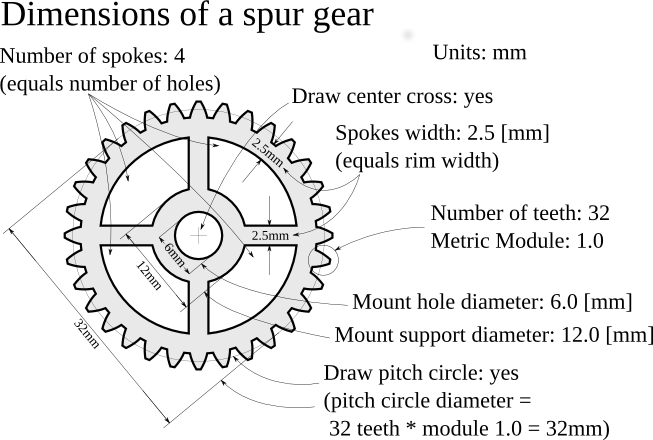 Dimensions of a spur gear
Number of spokes: 4
(equals number of holes)
Units: mm
Draw center cross: yes
Spokes width: 2.5 [mm]
(equals rim width)
2.5mm
Number of teeth: 32
Metric Module: 1.0
2.5mm
6mm
12mm
32mm
Mount hole diameter: 6.0 [mm]
Mount support diameter: 12.0 [mm]
Draw pitch circle: yes
(pitch circle diameter =
32 teeth * module 1.0 = 32mm)